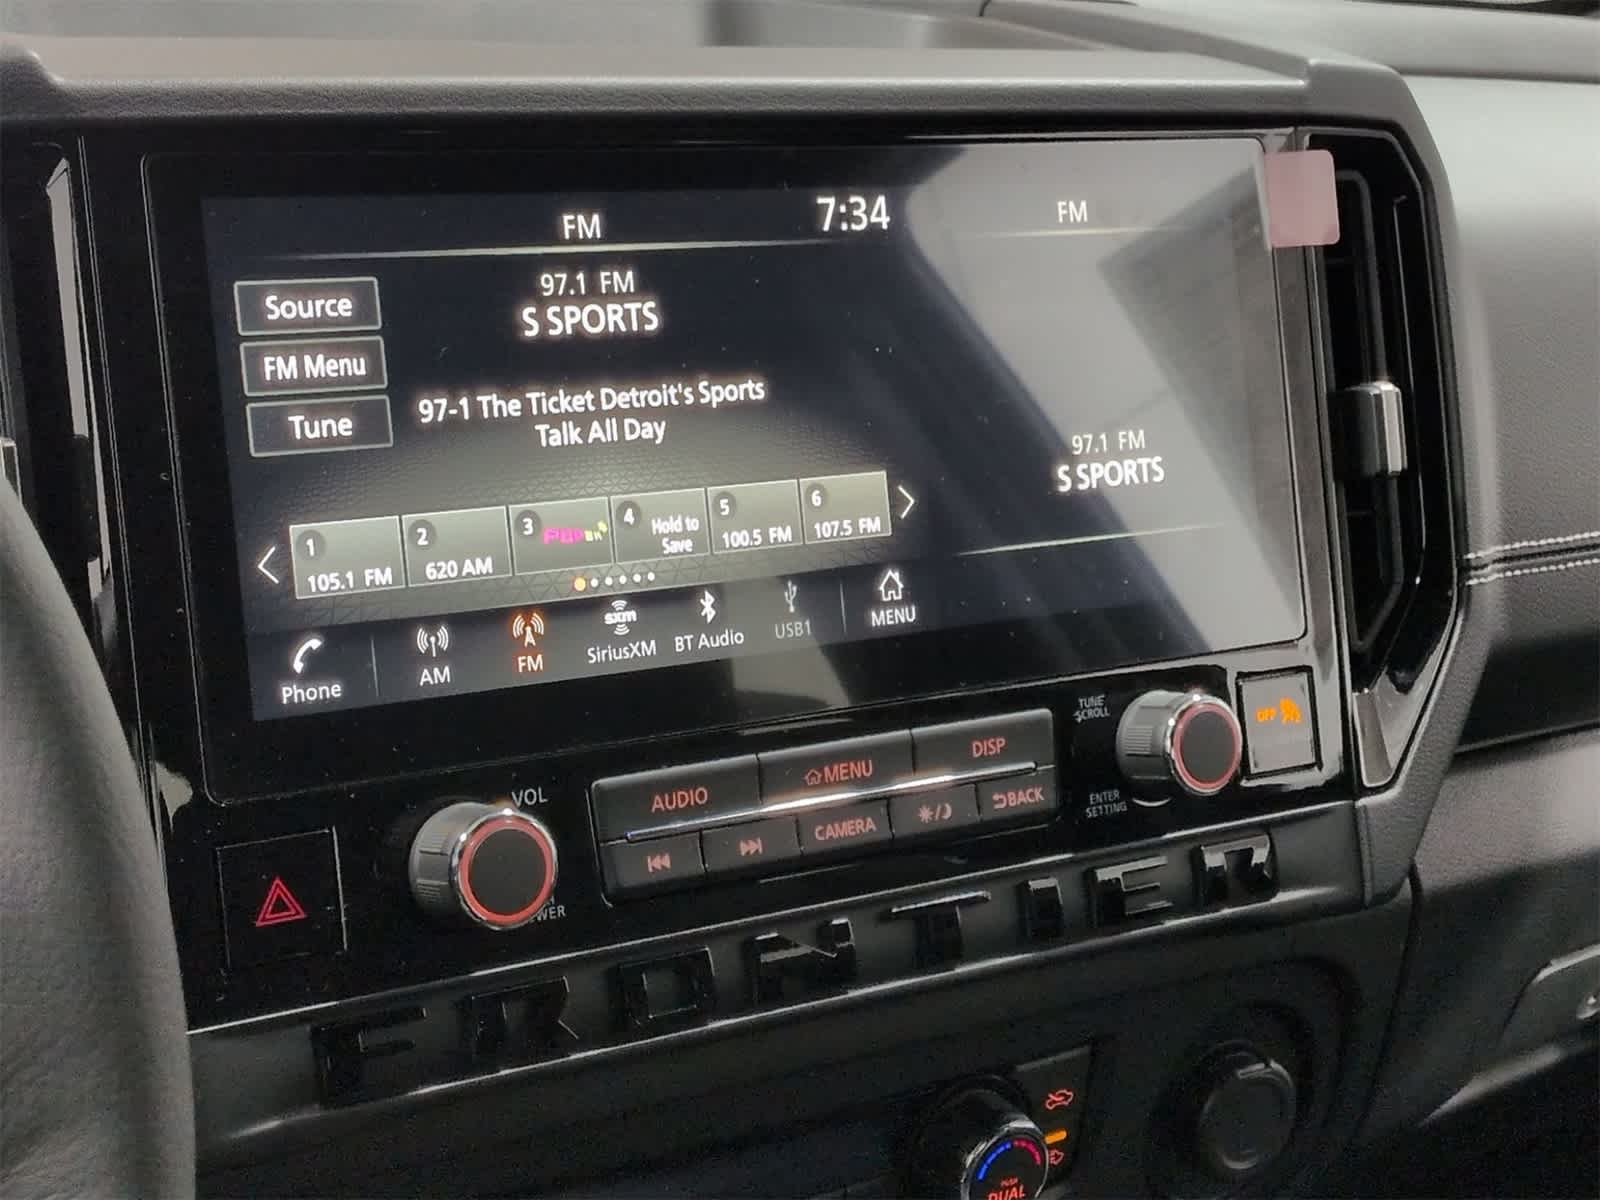 FM
7:34
FM
Source
FM Menu
Tune
97.1 FM
S SPORTS
97-1 The Ticket Detroit's Sports
Talk All Day
97.1 FM
S SPORTS
1
105.1 FM
2
620 AM
3
4
Hold to
Save
5
100.5 FM
6
107.5 FM
Phone
AM
FM
sxm
SiriusXM
BT Audio
USB1
MENU
TUNE
SCROLL
OFF
AUDIO
MENU
DISP
VOL
CAMERA
BACK
ENTER
SETTING
FRONTIER
PUSH
DUAL